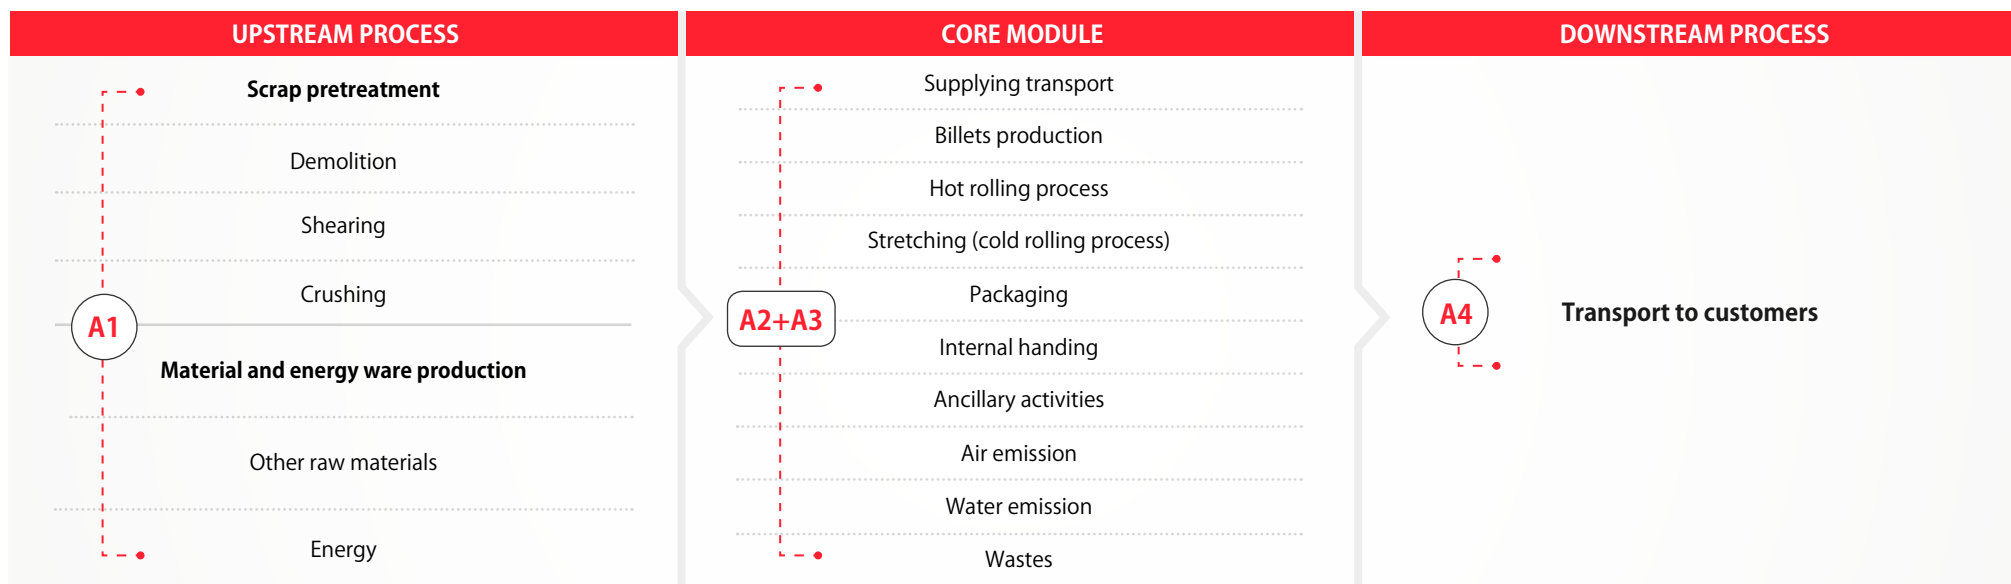 UPSTREAM PROCESS
Scrap pretreatment
Demolition
Shearing
Crushing
A1
Material and energy ware production
Other raw materials
Energy
CORE MODULE
Supplying transport
Billets production
Hot rolling process
Stretching (cold rolling process)
Packaging
A2+A3
Internal handing
Ancillary activities
Air emission
Water emission
Wastes
DOWNSTREAM PROCESS
A4
Transport to customers